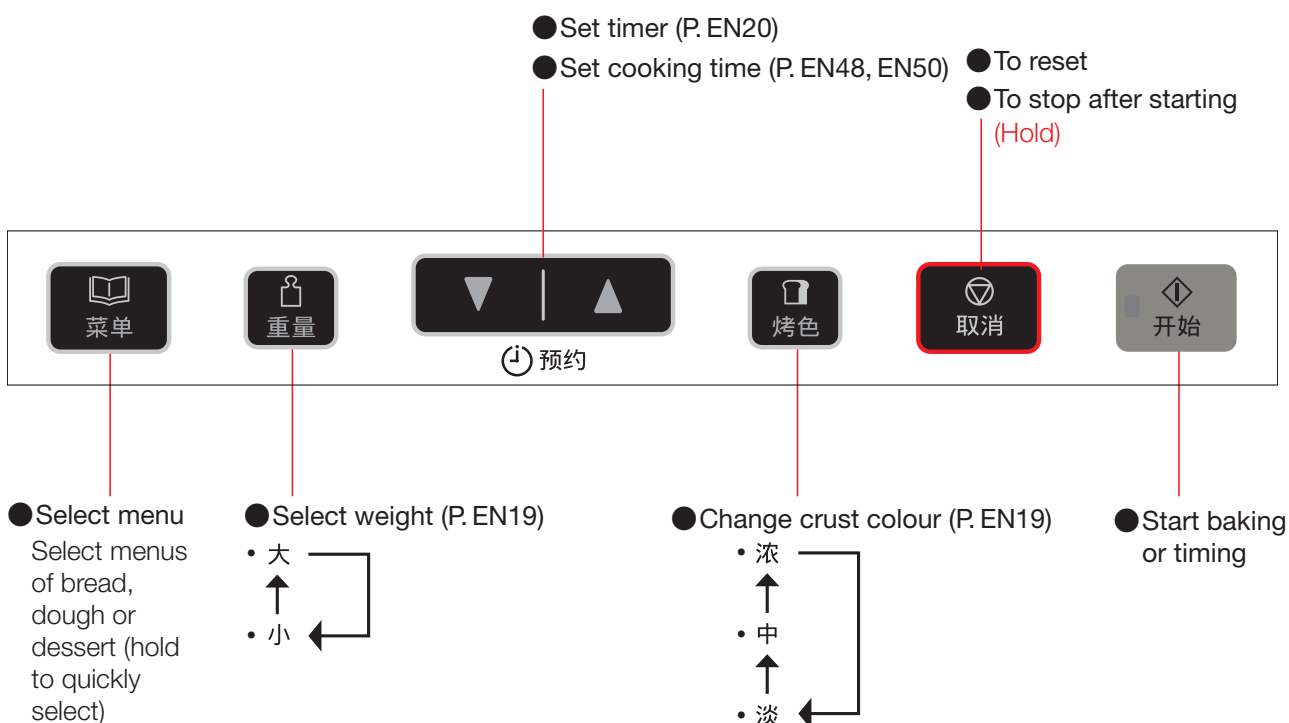 ●Set timer (P. EN20)
●Set cooking time (P. EN48, EN50)
●To reset
●To stop after starting
(Hold)
菜单
重量
▼ ▲
预约
烤色
取消
开始
●Select menu
Select menus
of bread,
dough or
dessert (hold
to quickly
select)
●Select weight (P. EN19)
• 大
• 小
●Change crust colour (P. EN19)
• 浓
• 中
• 淡
●Start baking
or timing